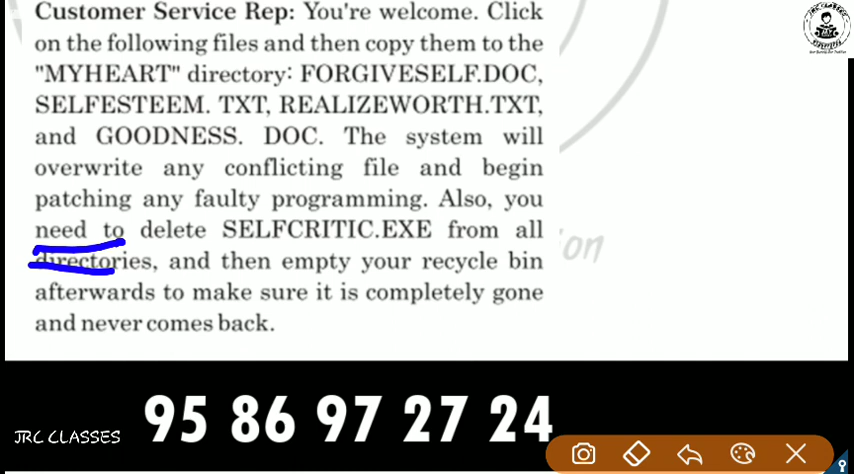 Customer Service Rep: You're welcome. Click
on the following files and then copy them to the
"MYHEART" directory: FORGIVESELF.DOC,
SELFESTEEM. TXT, REALIZEWORTH.TXT,
and GOODNESS. DOC. The system will
overwrite any conflicting file and begin
patching any faulty programming. Also, you
need to delete SELFCRITIC.EXE from all
directories, and then empty your recycle bin
afterwards to make sure it is completely gone
and never comes back.
JRC CLASSES
95 86 97 27 24
JRC CLASSES